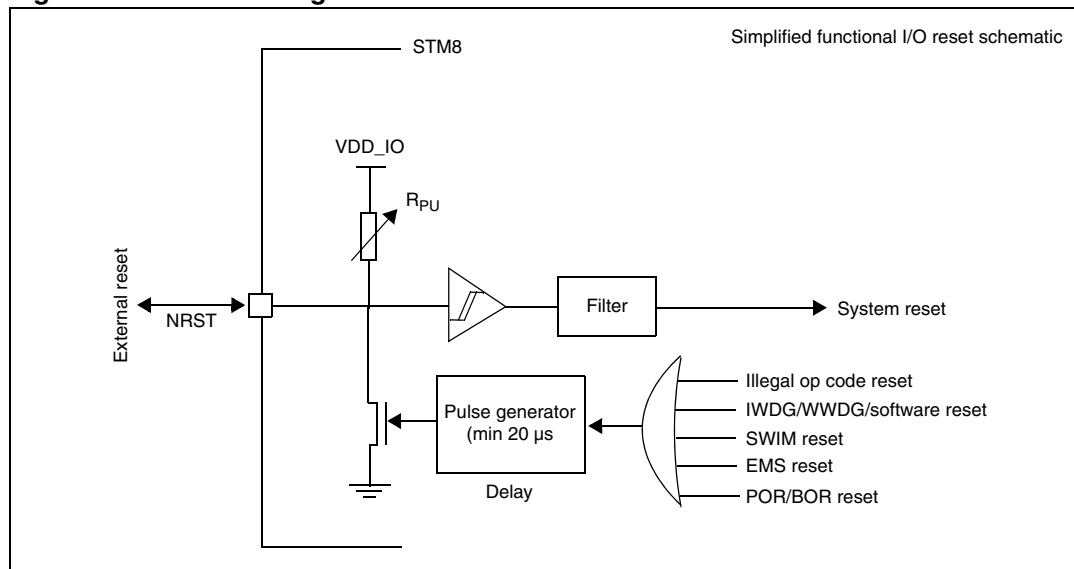 Simplified functional I/O reset schematic
STM8
VDD_IO
RPU
External reset
NRST
Filter
System reset
Pulse generator
(min 20 µs
Delay
Illegal op code reset
IWDG/WWDG/software reset
SWIM reset
EMS reset
POR/BOR reset